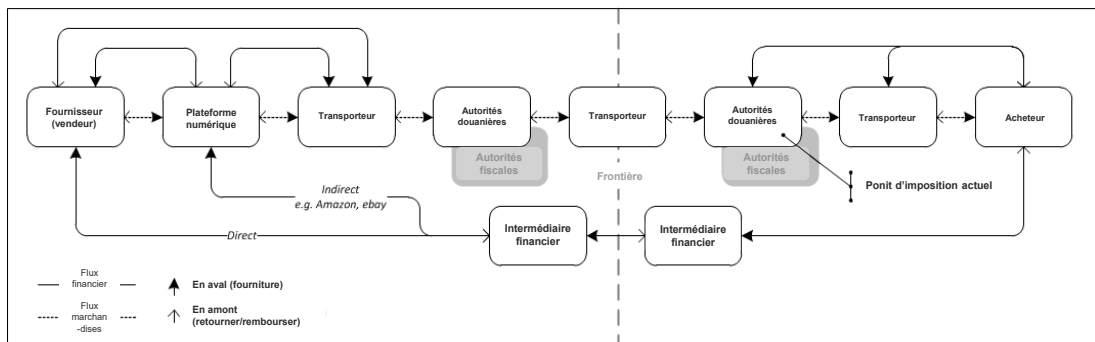 Fournisseur
(vendeur)
Plateforme
numérique
Transporteur
Autorités
douanières
Transporteur
Autorités
douanières
Transporteur
Acheteur
Autorités
fiscales
Frontière
Autorités
fiscales
Ponit d’imposition actuel
Indirect
e.g. Amazon, ebay
Direct
Intermédiaire
financier
Intermédiaire
financier
Flux
financier
En aval (fourniture)
Flux
marchan
-dises
En amont
(retourner/rembourser)